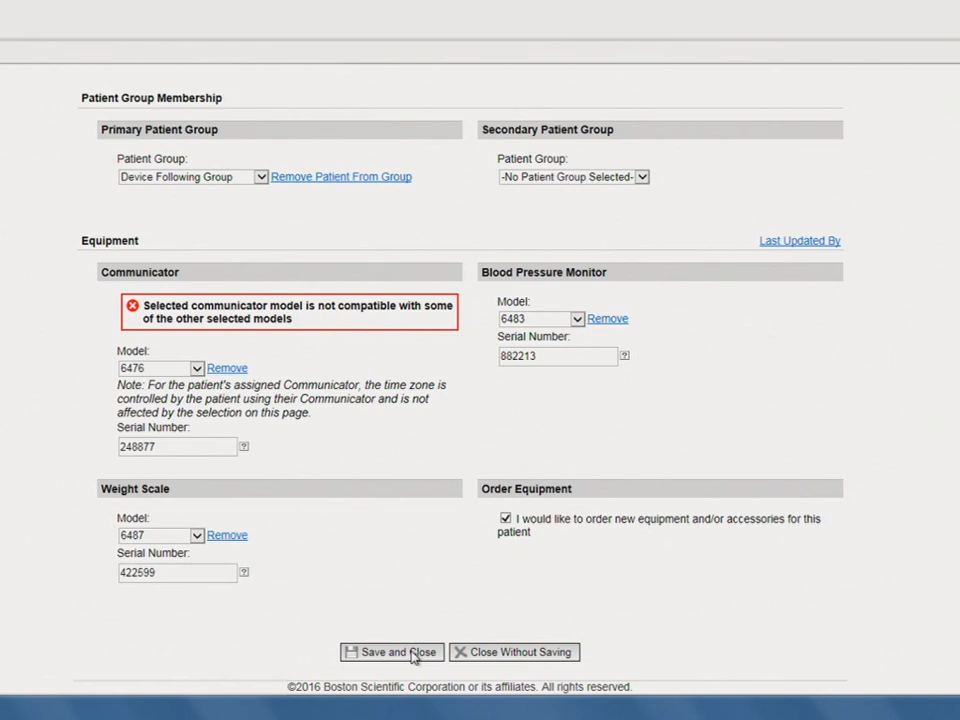 Patient Group Membership
Primary Patient Group
Secondary Patient Group
Patient Group:
Device Following Group
Remove Patient From Group
Patient Group:
-No Patient Group Selected-
Equipment
Last Updated By
Communicator
Selected communicator model is not compatible with some
of the other selected models
Model:
6476
Remove
Note: For the patient's assigned Communicator, the time zone is
controlled by the patient using their Communicator and is not
affected by the selection on this page.
Serial Number:
248877
?
Blood Pressure Monitor
Model:
6483
Remove
Serial Number:
882213
?
Weight Scale
Model:
6487
Remove
Serial Number:
422599
?
Order Equipment
I would like to order new equipment and/or accessories for this
patient
Save and Close
Close Without Saving
©2016 Boston Scientific Corporation or its affiliates. All rights reserved.